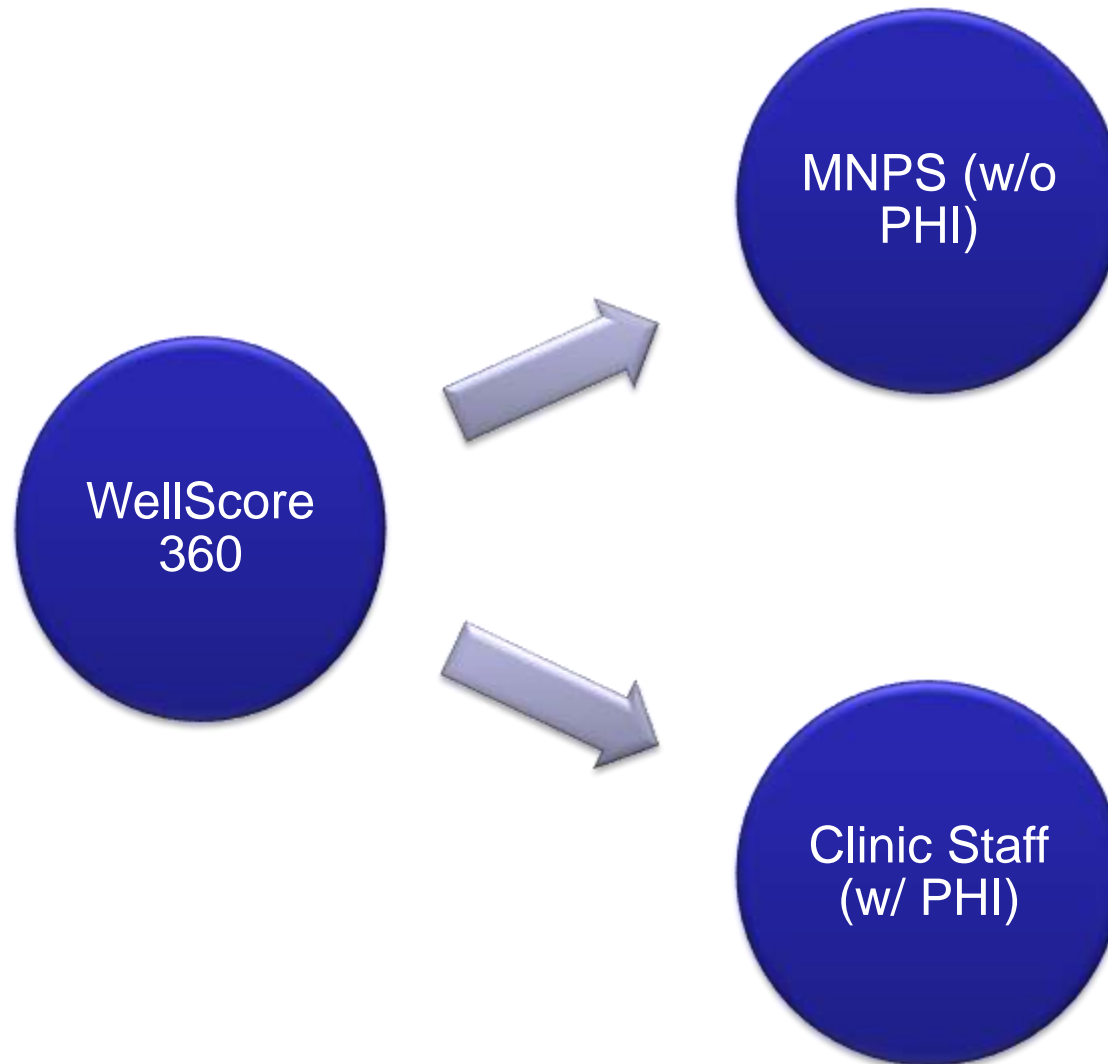 MNPS (w/o
PHI)
WellScore
360
Clinic Staff
(w/ PHI)